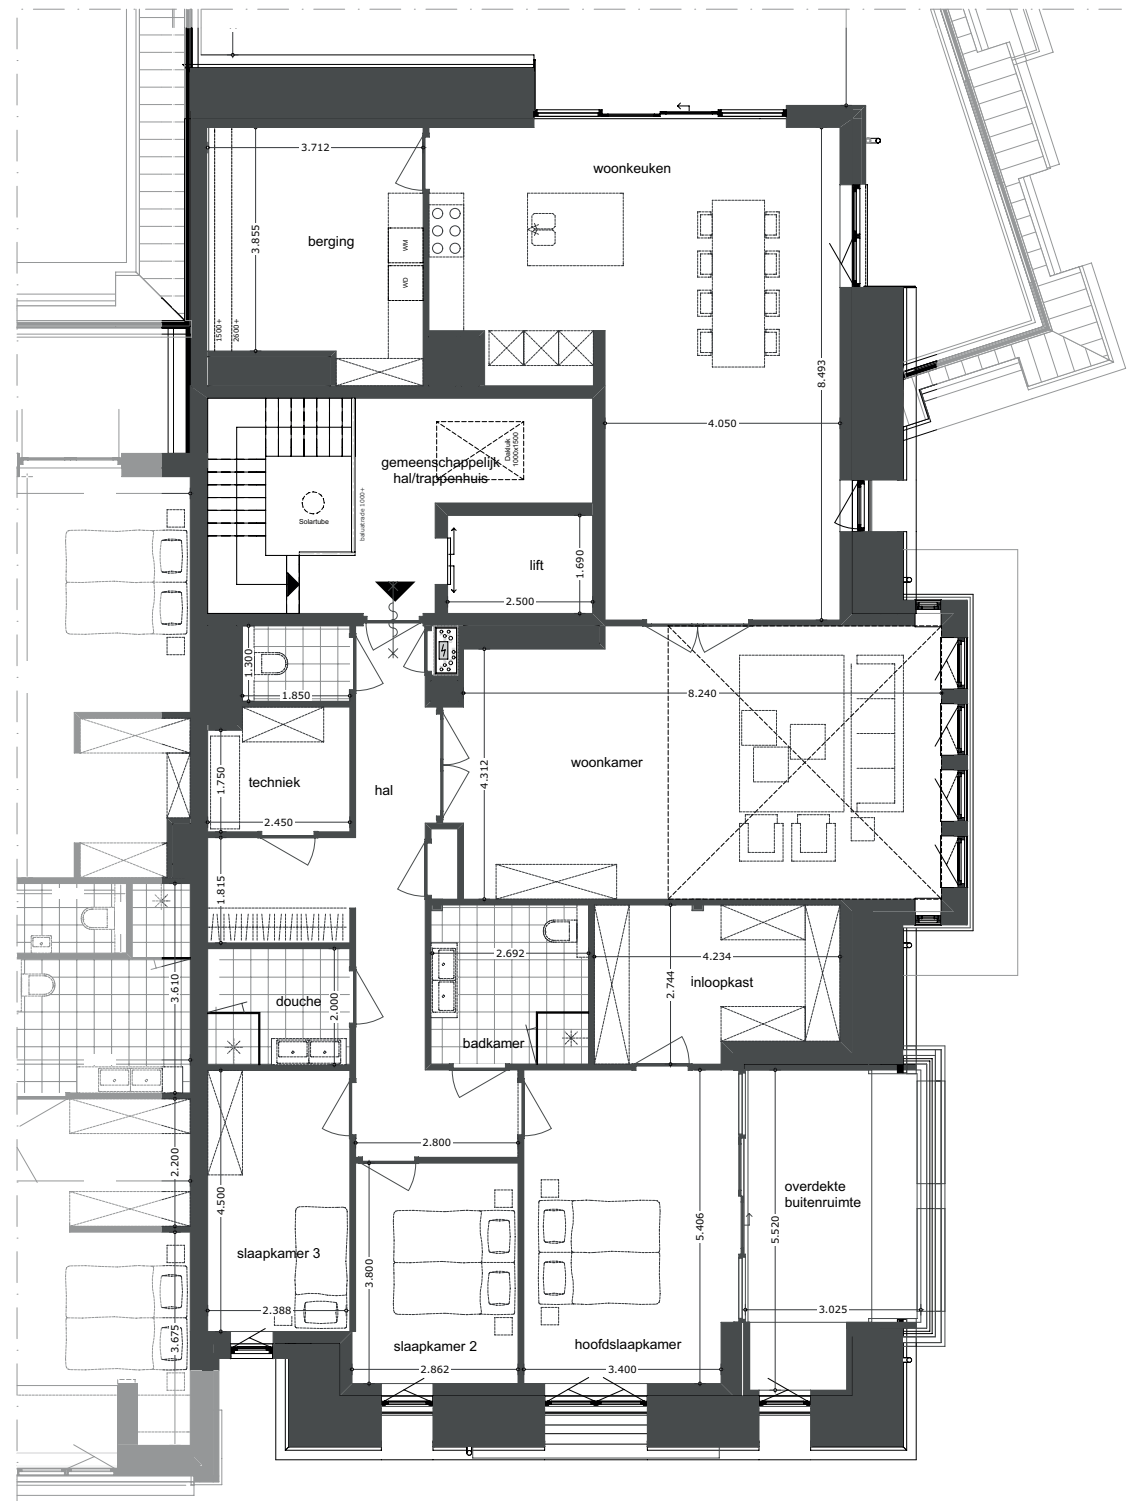 3.712
woonkeuken
berging
3.855
WM
WD
1500+
2600+
8.493
4.050
Dakluik
1000x1500
gemeenschappelijk
hal/trappenhuis
balustrade 1000+
Solartube
lift
1.690
2.500
1.300
1.850
8.240
4.312
woonkamer
1.750
techniek
hal
2.450
1.815
2.692
4.234
2.744
inloopkast
3.610
douche
2.000
badkamer
2.800
2.200
4.500
overdekte
buitenruimte
5.406
5.520
slaapkamer 3
3.800
2.388
3.025
3.675
slaapkamer 2
hoofdslaapkamer
2.862
3.400